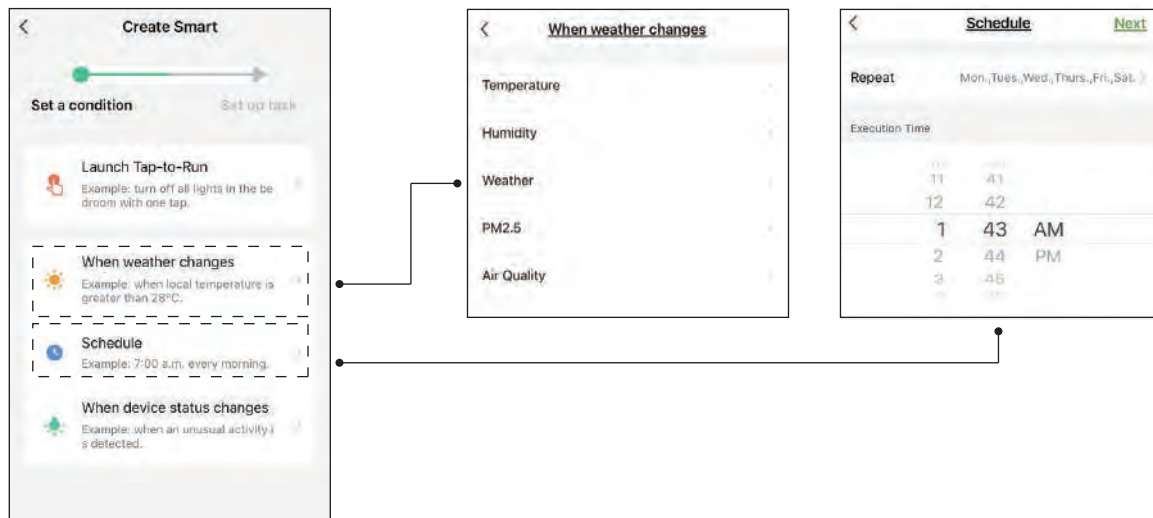 Create Smart
Set a condition
Set up task
Launch Tap-to-Run
Example: turn off all lights in the be
droom with one tap.
When weather changes
Example: when local temperature is
greater than 28°C.
Schedule
Example: 7:00 a.m. every morning.
When device status changes
Example: when an unusual activity i
s detected.
When weather changes
Temperature
Humidity
Weather
PM2.5
Air Quality
Schedule Next
Repeat Mon.,Tues.,Wed.,Thurs.,Fri.,Sat.
Execution Time
11 41
12 42
1 43 AM
2 44 PM
3 45